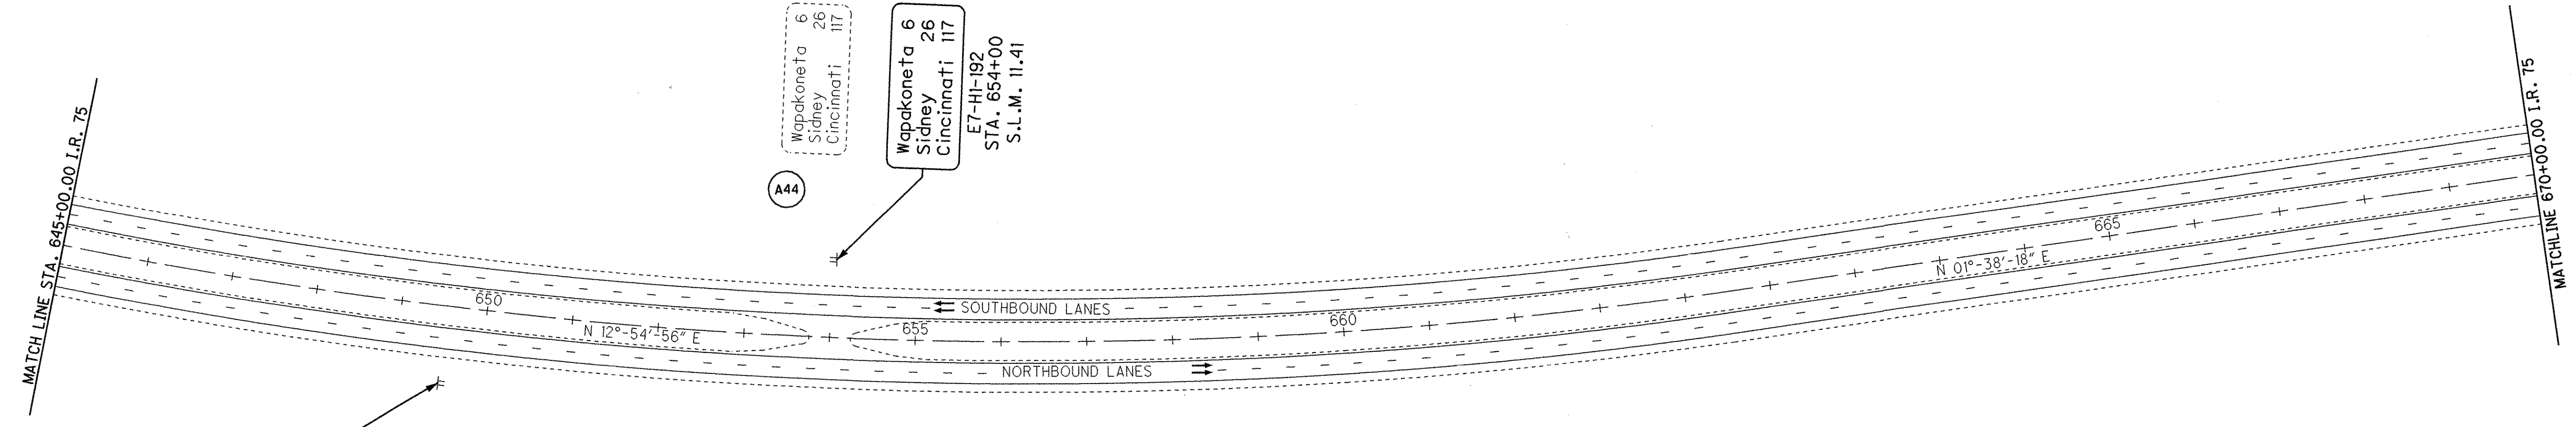 MATCH LINE STA. 645+00.00 I.R. 75
Wapakoneta 6
Sidney 26
Cincinnati 117
Wapakoneta 6
Sidney 26
Cincinnati 117
E7-H1-192
STA. 654+00
S.L.M. 11.41
A44
650
N 12°-54'-56" E
655
SOUTHBOUND LANES
NORTHBOUND LANES
660
N 01°-38'-18" E
665
MATCHLINE 670+00.00 I.R. 75